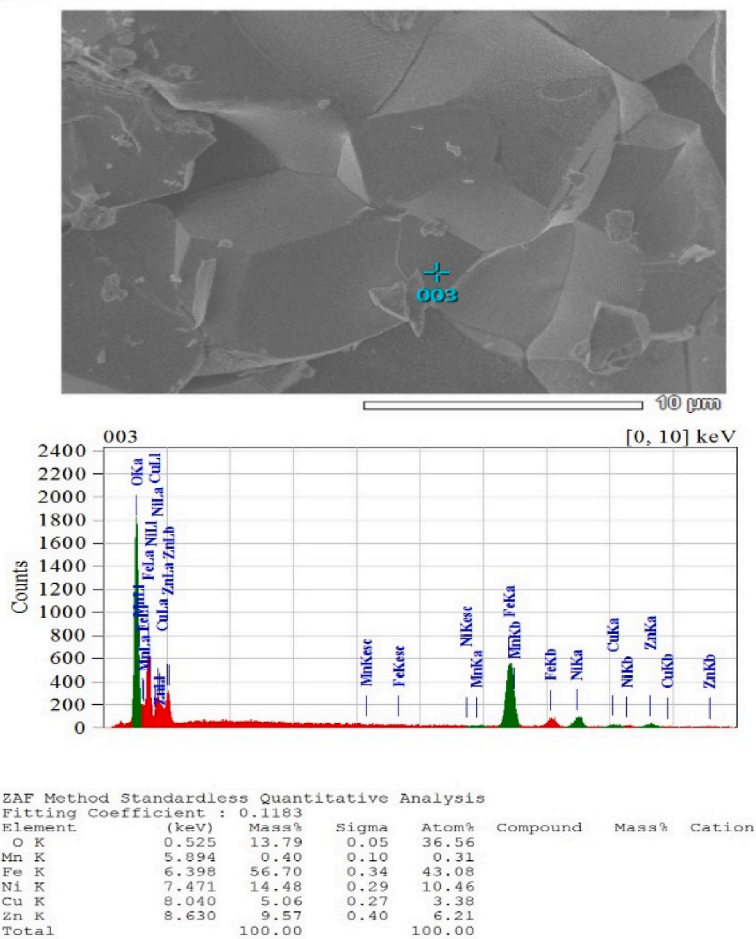 003
10 μm
003 [0, 10] keV
2400
2200
2000
1800
1600
1400
1200
1000
800
600
400
200
0
Counts
OKa
MnLl
MnLa
FeLl
FeLa
NiLl
NiLa
CuLl
CuLa
ZnLl
ZnLa
ZnLb
MnKesc
FeKesc
NiKesc
MnKa
FeKa
MnKb
FeKb
NiKa
CuKa
NiKb
ZnKa
CuKb
ZnKb
ZAF Method Standardless Quantitative Analysis
Fitting Coefficient : 0.1183
Element (keV) Mass% Sigma Atom% Compound Mass% Cation
O K 0.525 13.79 0.05 36.56
Mn K 5.894 0.40 0.10 0.31
Fe K 6.398 56.70 0.34 43.08
Ni K 7.471 14.48 0.29 10.46
Cu K 8.040 5.06 0.27 3.38
Zn K 8.630 9.57 0.40 6.21
Total 100.00 100.00